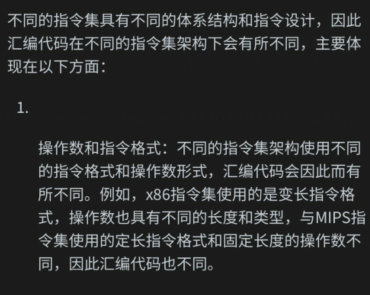 不同的指令集具有不同的体系结构和指令设计，因此
汇编代码在不同的指令集架构下会有所不同，主要体
现在以下方面：
1.
操作数和指令格式：不同的指令集架构使用不同
的指令格式和操作数形式，汇编代码会因此而有
所不同。例如，x86指令集使用的是变长指令格
式，操作数也具有不同的长度和类型，与MIPS指
令集使用的定长指令格式和固定长度的操作数不
同，因此汇编代码也不同。